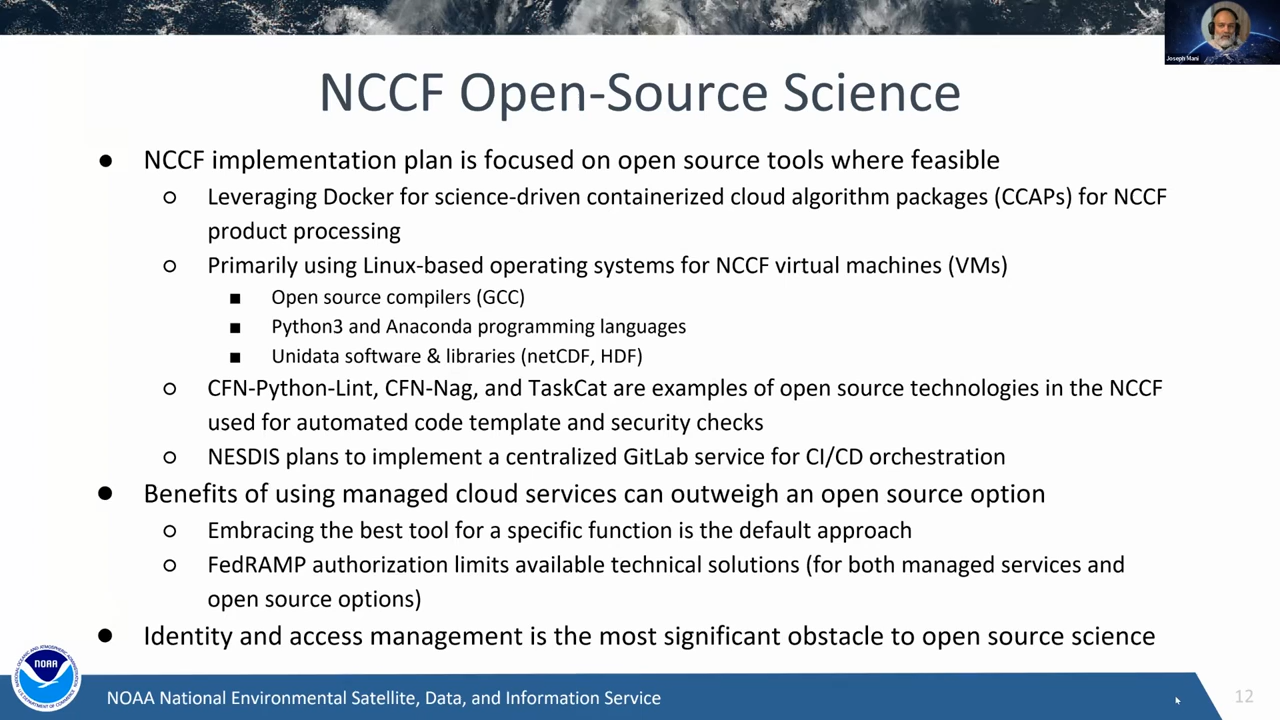 Joseph Mani
NCCF Open-Source Science
● NCCF implementation plan is focused on open source tools where feasible
○ Leveraging Docker for science-driven containerized cloud algorithm packages (CCAPs) for NCCF
product processing
○ Primarily using Linux-based operating systems for NCCF virtual machines (VMs)
■ Open source compilers (GCC)
■ Python3 and Anaconda programming languages
■ Unidata software & libraries (netCDF, HDF)
○ CFN-Python-Lint, CFN-Nag, and TaskCat are examples of open source technologies in the NCCF
used for automated code template and security checks
○ NESDIS plans to implement a centralized GitLab service for CI/CD orchestration
● Benefits of using managed cloud services can outweigh an open source option
○ Embracing the best tool for a specific function is the default approach
○ FedRAMP authorization limits available technical solutions (for both managed services and
open source options)
● Identity and access management is the most significant obstacle to open source science
NOAA
NOAA National Environmental Satellite, Data, and Information Service
12